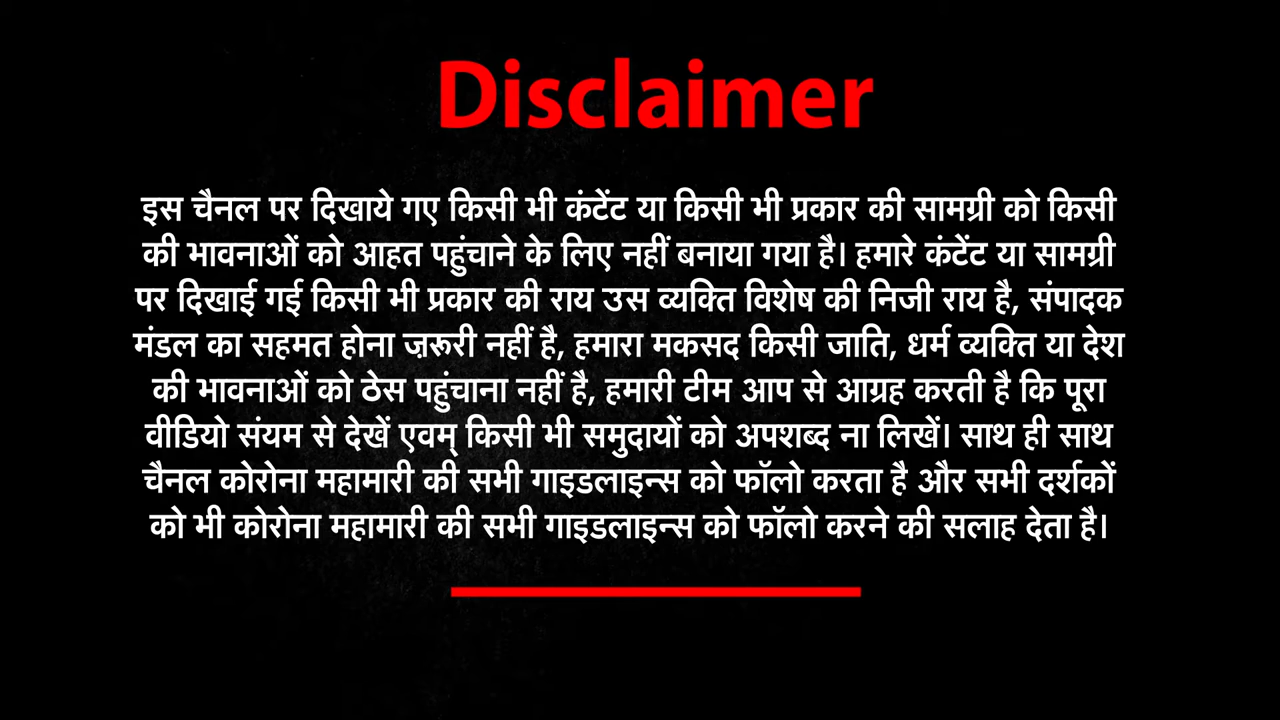 Disclaimer
इस चैनल पर दिखाये गए किसी भी कंटेंट या किसी भी प्रकार की सामग्री को किसी
की भावनाओं को आहत पहुंचाने के लिए नहीं बनाया गया है। हमारे कंटेंट या सामग्री
पर दिखाई गई किसी भी प्रकार की राय उस व्यक्ति विशेष की निजी राय है, संपादक
मंडल का सहमत होना ज़रूरी नहीं है, हमारा मकसद किसी जाति, धर्म व्यक्ति या देश
की भावनाओं को ठेस पहुंचाना नहीं है, हमारी टीम आप से आग्रह करती है कि पूरा
वीडियो संयम से देखें एवम् किसी भी समुदायों को अपशब्द ना लिखें। साथ ही साथ
चैनल कोरोना महामारी की सभी गाइडलाइन्स को फॉलो करता है और सभी दर्शकों
को भी कोरोना महामारी की सभी गाइडलाइन्स को फॉलो करने की सलाह देता है।